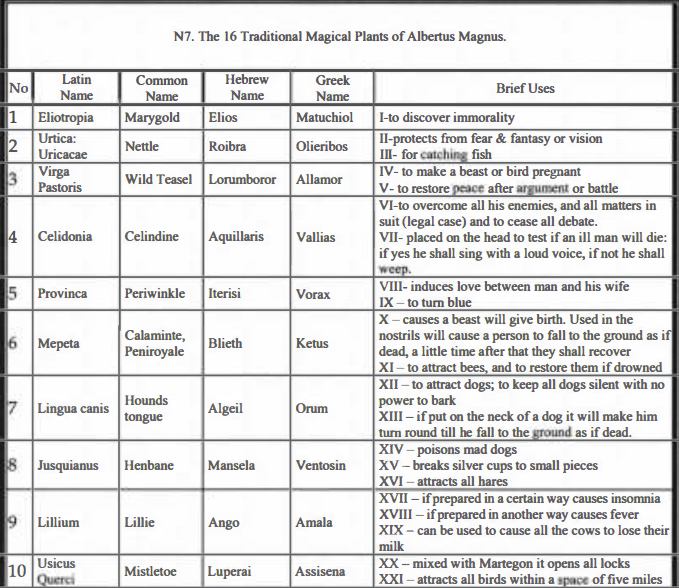 N7. The 16 Traditional Magical Plants of Albertus Magnus.
No Latin Name Common Name Hebrew Name Greek Name Brief Uses
1 Eliotropia Marygold Elios Matuchiol I-to discover immorality
2 Urtica: Uricacae Nettle Roibra Olieribos II-protects from fear & fantasy or vision
III- for catching fish
3 Virga Pastoris Wild Teasel Lorumboror Allamor IV- to make a beast or bird pregnant
V- to restore peace after argument or battle
4 Celidonia Celindine Aquillaris Vallias VI-to overcome all his enemies, and all matters in
suit (legal case) and to cease all debate.
VII- placed on the head to test if an ill man will die:
if yes he shall sing with a loud voice, if not he shall
weep.
5 Provinca Periwinkle Iterisi Vorax VIII- induces love between man and his wife
IX – to turn blue
6 Mepeta Calaminte, Peniroyale Blieth Ketus X – causes a beast will give birth. Used in the
nostrils will cause a person to fall to the ground as if
dead, a little time after that they shall recover
XI – to attract bees, and to restore them if drowned
7 Lingua canis Hounds tongue Algeil Orum XII – to attract dogs; to keep all dogs silent with no
power to bark
XIII – if put on the neck of a dog it will make him
turn round till he fall to the ground as if dead.
8 Jusquianus Henbane Mansela Ventosin XIV – poisons mad dogs
XV – breaks silver cups to small pieces
XVI – attracts all hares
9 Lillium Lillie Ango Amala XVII – if prepared in a certain way causes insomnia
XVIII – if prepared in another way causes fever
XIX – can be used to cause all the cows to lose their
milk
10 Usicus Querci Mistletoe Luperai Assisena XX – mixed with Martegon it opens all locks
XXI – attracts all birds within a space of five miles